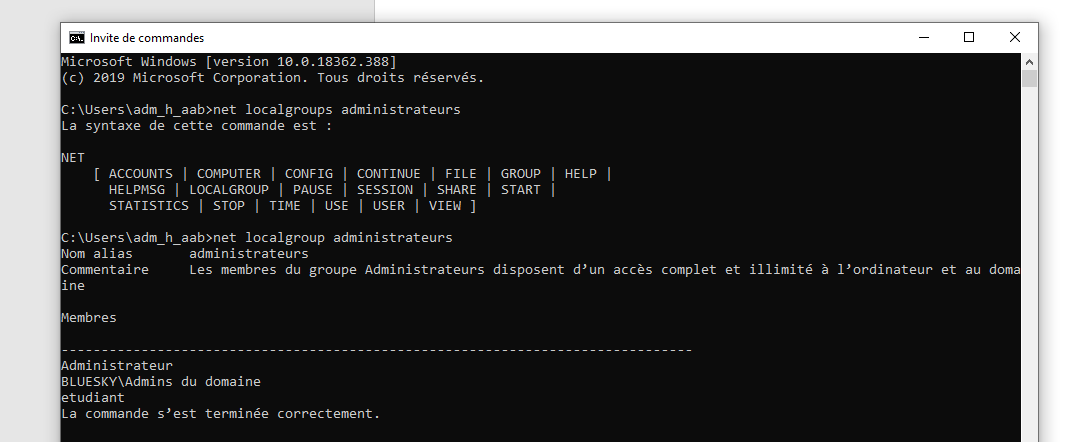 Invite de commandes
Microsoft Windows [version 10.0.18362.388]
(c) 2019 Microsoft Corporation. Tous droits réservés.
C:\Users\adm_h_aab>net localgroups administrateurs
La syntaxe de cette commande est :
NET
[ ACCOUNTS | COMPUTER | CONFIG | CONTINUE | FILE | GROUP | HELP |
HELPMSG | LOCALGROUP | PAUSE | SESSION | SHARE | START |
STATISTICS | STOP | TIME | USE | USER | VIEW ]
C:\Users\adm_h_aab>net localgroup administrateurs
Nom alias administrateurs
Commentaire Les membres du groupe Administrateurs disposent d’un accès complet et illimité à l’ordinateur et au doma
ine
Membres
-------------------------------------------------------------------------------
Administrateur
BLUESKY\Admins du domaine
etudiant
La commande s’est terminée correctement.